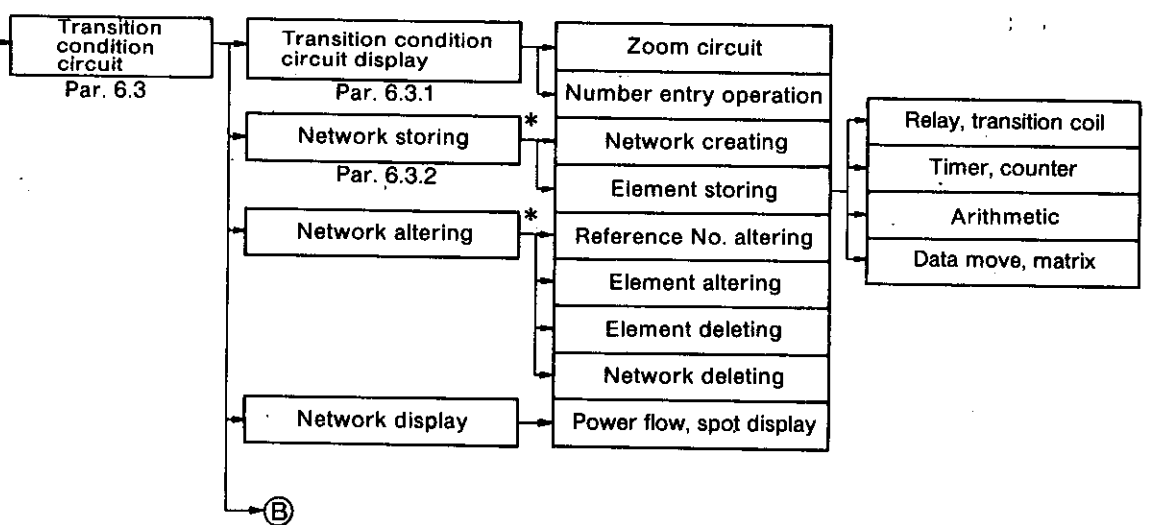 Transition
condition
circuit
Par. 6.3
Transition condition
circuit display
Par. 6.3.1
Network storing
*
Par. 6.3.2
Network altering
*
Network display
B
Zoom circuit
Number entry operation
Network creating
Element storing
Reference No. altering
Element altering
Element deleting
Network deleting
Power flow, spot display
Relay, transition coil
Timer, counter
Arithmetic
Data move, matrix